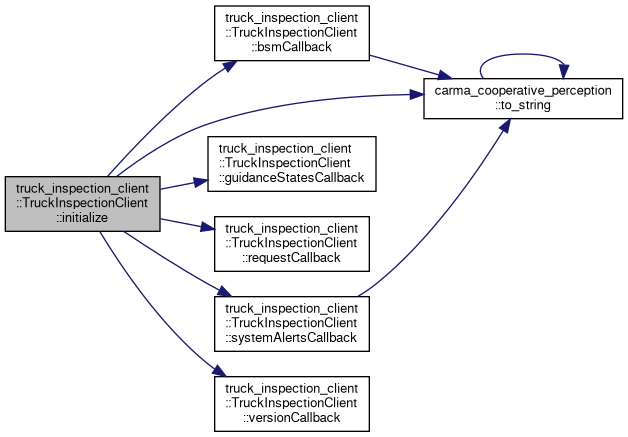 truck_inspection_client
::TruckInspectionClient
::initialize
truck_inspection_client
::TruckInspectionClient
::bsmCallback
carma_cooperative_perception
::to_string
truck_inspection_client
::TruckInspectionClient
::guidanceStatesCallback
truck_inspection_client
::TruckInspectionClient
::requestCallback
truck_inspection_client
::TruckInspectionClient
::systemAlertsCallback
truck_inspection_client
::TruckInspectionClient
::versionCallback